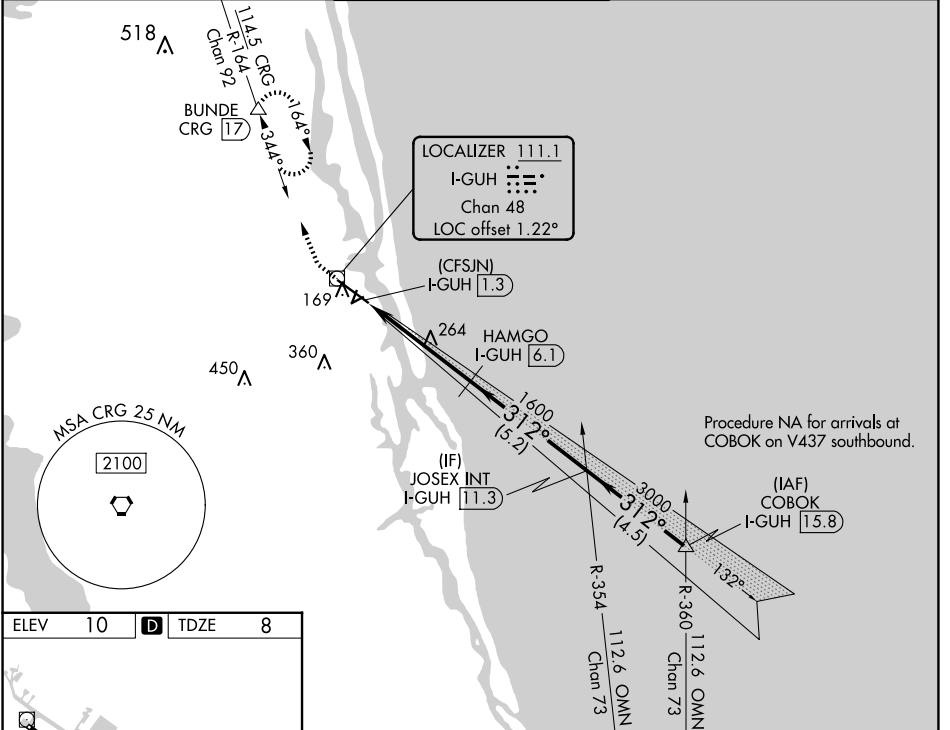 518
114.5 CRG
R-164
Chan 92
BUNDE
CRG 17
164°
344°
LOCALIZER 111.1
I-GUH
Chan 48
LOC offset 1.22°
(CFSJN)
I-GUH 1.3
169
264
HAMGO
I-GUH 6.1
450
360
1600
312°
(5.2)
Procedure NA for arrivals at
COBOK on V437 southbound.
MSA CRG 25 NM
2100
(IF)
JOSEX INT
I-GUH 11.3
3000
312°
(4.5)
(IAF)
COBOK
I-GUH 15.8
132°
R-354
112.6 OMN
Chan 73
R-360
112.6 OMN
Chan 73
ELEV 10 D TDZE 8